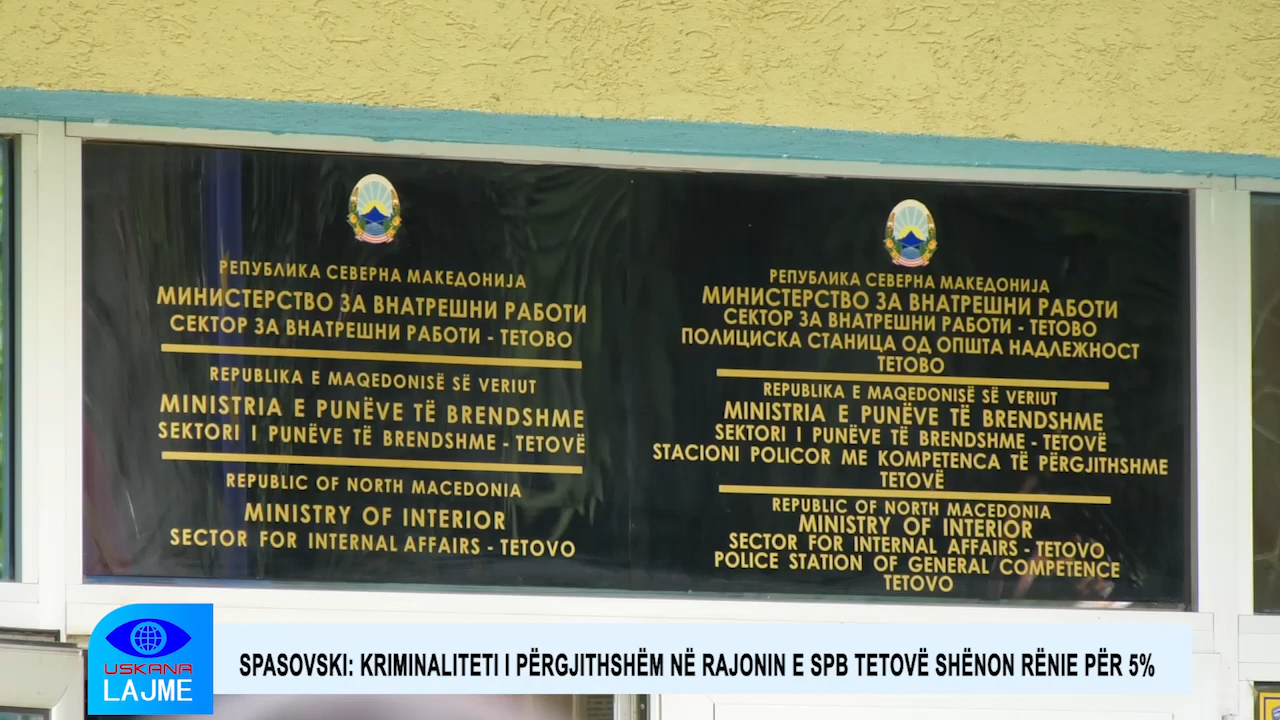 РЕПУБЛИКА СЕВЕРНА МАКЕДОНИЈА
МИНИСТЕРСТВО ЗА ВНАТРЕШНИ РАБОТИ
СЕКТОР ЗА ВНАТРЕШНИ РАБОТИ - ТЕТОВО
REPUBLIKA E MAQEDONISË SË VERIUT
MINISTRIA E PUNËVE TË BRENDSHME
SEKTORI I PUNËVE TË BRENDSHME - TETOVË
REPUBLIC OF NORTH MACEDONIA
MINISTRY OF INTERIOR
SECTOR FOR INTERNAL AFFAIRS - TETOVO
РЕПУБЛИКА СЕВЕРНА МАКЕДОНИЈА
МИНИСТЕРСТВО ЗА ВНАТРЕШНИ РАБОТИ
СЕКТОР ЗА ВНАТРЕШНИ РАБОТИ - ТЕТОВО
ПОЛИЦИСКА СТАНИЦА ОД ОПШТА НАДЛЕЖНОСТ
ТЕТОВО
REPUBLIKA E MAQEDONISË SË VERIUT
MINISTRIA E PUNËVE TË BRENDSHME
SEKTORI I PUNËVE TË BRENDSHME - TETOVË
STACIONI POLICOR ME KOMPETENCA TË PËRGJITHSHME
TETOVË
REPUBLIC OF NORTH MACEDONIA
MINISTRY OF INTERIOR
SECTOR FOR INTERNAL AFFAIRS - TETOVO
POLICE STATION OF GENERAL COMPETENCE
TETOVO
USKANA
LAJME
SPASOVSKI: KRIMINALITETI I PËRGJITHSHËM NË RAJONIN E SPB TETOVË SHËNON RËNIE PËR 5%